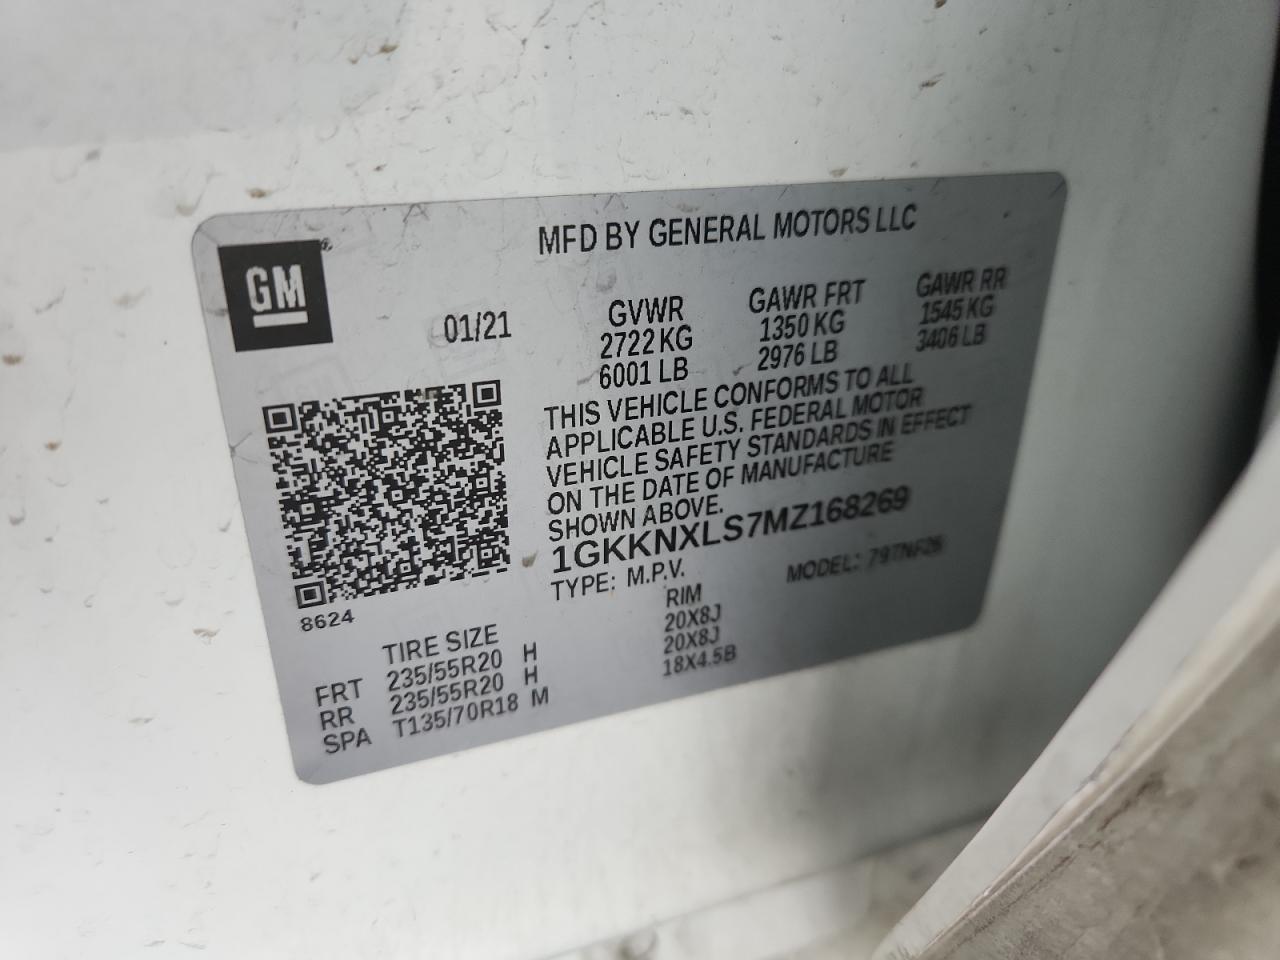 GM
MFD BY GENERAL MOTORS LLC
01/21
GVWR
2722 KG
6001 LB
GAWR FRT
1350 KG
2976 LB
GAWR RR
1545 KG
3406 LB
THIS VEHICLE CONFORMS TO ALL
APPLICABLE U.S. FEDERAL MOTOR
VEHICLE SAFETY STANDARDS IN EFFECT
ON THE DATE OF MANUFACTURE
SHOWN ABOVE.
1GKKNXLS7MZ168269
TYPE: M.P.V. MODEL: 797NF26
8624
TIRE SIZE RIM
FRT 235/55R20 H 20X8J
RR 235/55R20 H 20X8J
SPA T135/70R18 M 18X4.5B